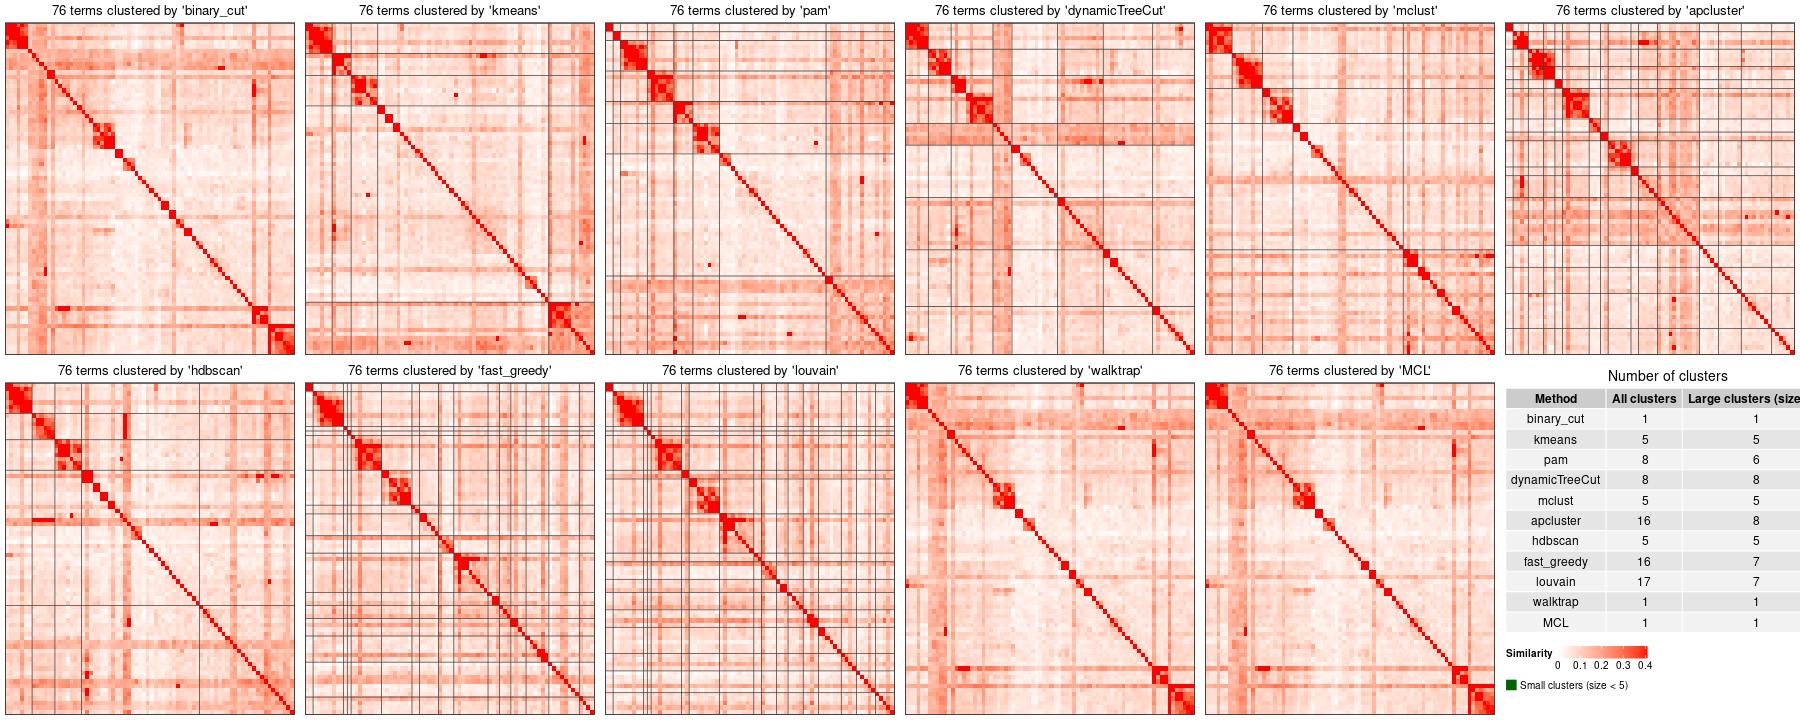 76 terms clustered by 'binary_cut'
76 terms clustered by 'kmeans'
76 terms clustered by 'pam'
76 terms clustered by 'dynamicTreeCut'
76 terms clustered by 'mclust'
76 terms clustered by 'apcluster'
76 terms clustered by 'hdbscan'
76 terms clustered by 'fast_greedy'
76 terms clustered by 'louvain'
76 terms clustered by 'walktrap'
76 terms clustered by 'MCL'
Number of clusters
Method All clusters Large clusters (size
binary_cut 1 1
kmeans 5 5
pam 8 6
dynamicTreeCut 8 8
mclust 5 5
apcluster 16 8
hdbscan 5 5
fast_greedy 16 7
louvain 17 7
walktrap 1 1
MCL 1 1
Similarity
0 0.1 0.2 0.3 0.4
Small clusters (size < 5)